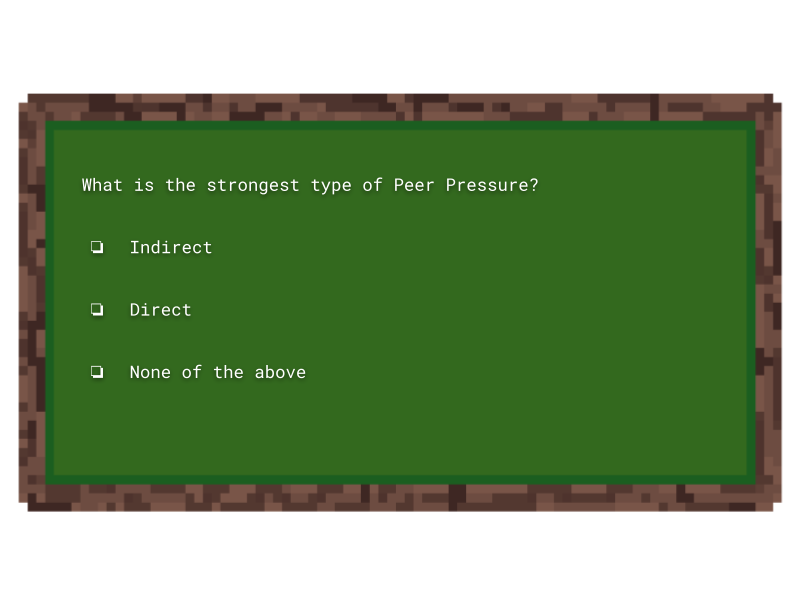 What is the strongest type of Peer Pressure?
❏ Indirect
❏ Direct
❏ None of the above